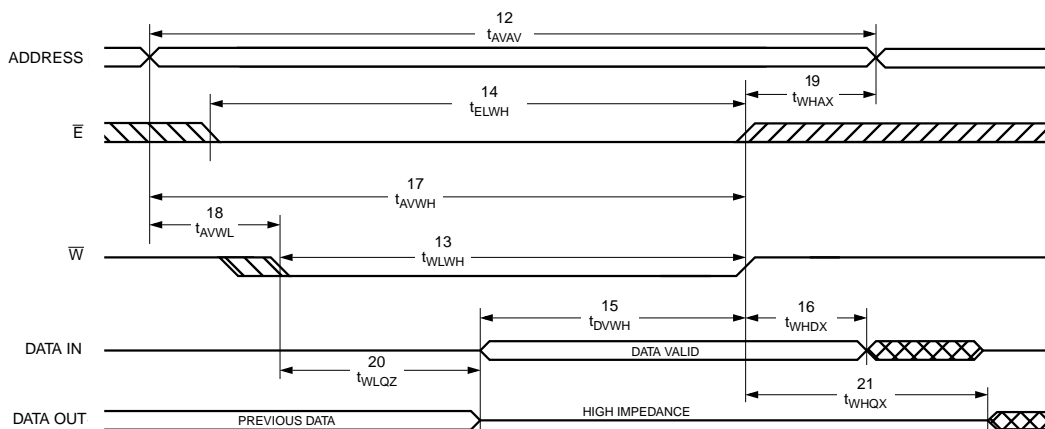 12
tAVAV
ADDRESS
19
tWHAX
14
tELWH
E
17
tAVWH
18
tAVWL
W
13
tWLWH
15
tDVWH
16
tWHDX
DATA IN
DATA VALID
20
tWLQZ
21
tWHQX
DATA OUT
PREVIOUS DATA
HIGH IMPEDANCE